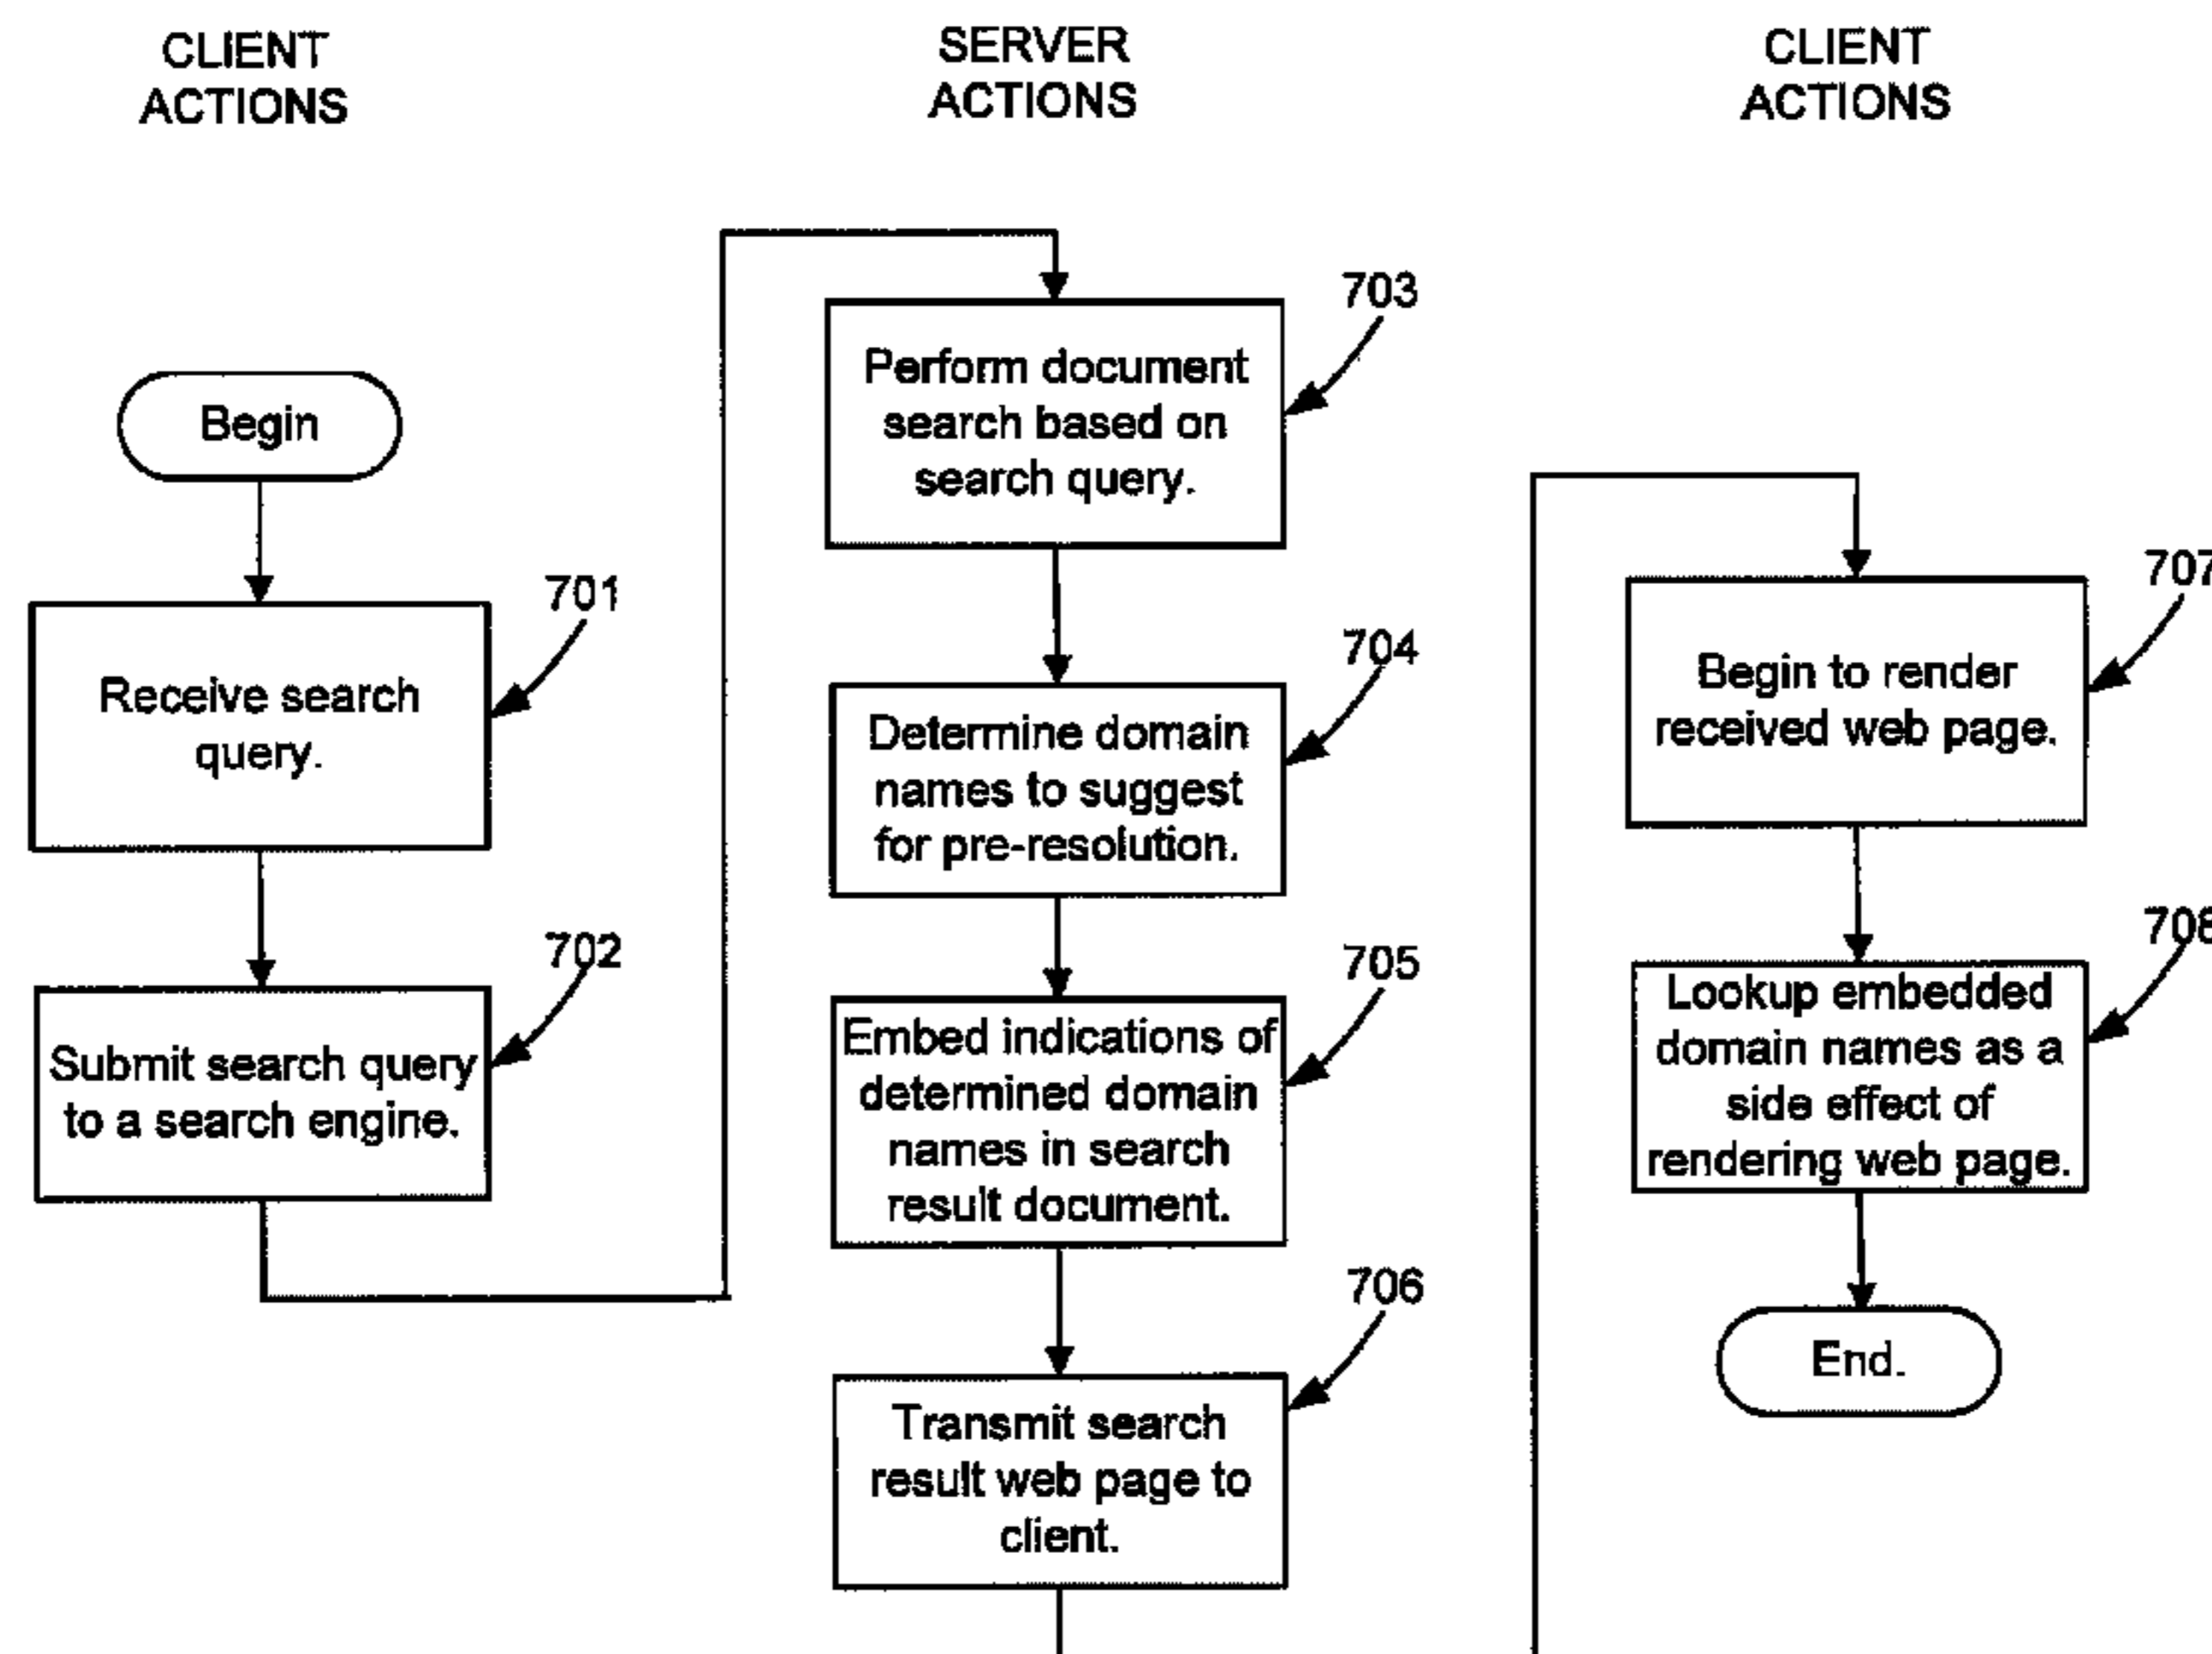 CLIENT
ACTIONS
Begin
701
Receive search
query.
702
Submit search query
to a search engine.
SERVER
ACTIONS
703
Perform document
search based on
search query.
704
Determine domain
names to suggest
for pre-resolution.
705
Embed indications of
determined domain
names in search
result document.
706
Transmit search
result web page to
client.
CLIENT
ACTIONS
707
Begin to render
received web page.
708
Lookup embedded
domain names as a
side effect of
rendering web page.
End.